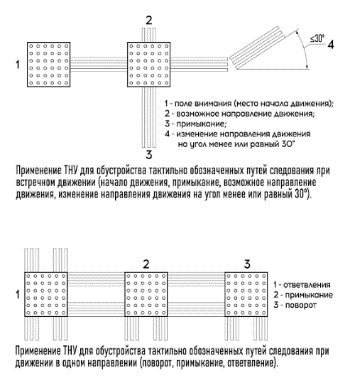 2
≤30°
1
4
1 - поле внимания (место начала движения);
2 - возможное направление движения;
3 - примыкание;
4 - изменение направления движения
на угол менее или равный 30°
3
Применение ТНУ для обустройства тактильно обозначенных путей следования при
встречном движении (начало движения, примыкание, возможное направление
движения, изменение направления движения на угол менее или равный 30°).
2
3
1
1 - ответвления
2 - примыкание
3 - поворот
Применение ТНУ для обустройства тактильно обозначенных путей следования при
движении в одном направлении (поворот, примыкание, ответвление).